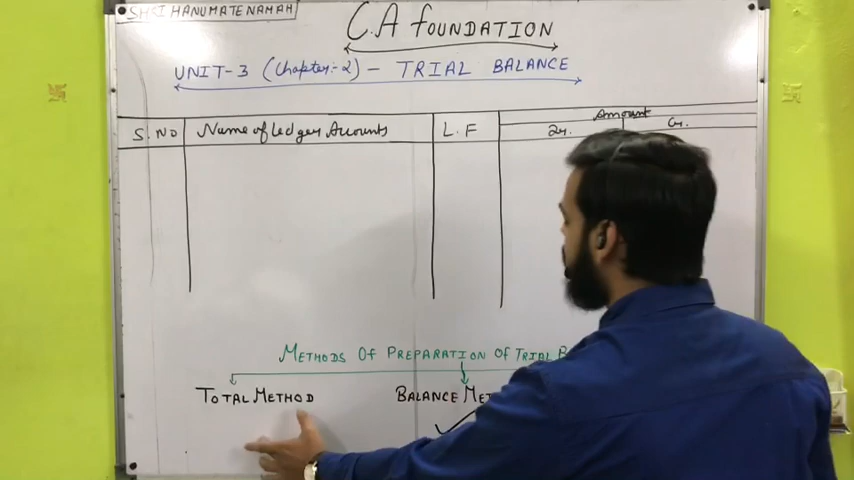 SHRI HANUMATE NAMAH
C.A FOUNDATION
UNIT-3 (Chapter:-2) - TRIAL BALANCE
S.NO Name of Ledger Accounts L.F Amount
Dr. Cr.
METHODS OF PREPARATION OF TRIAL
TOTAL METHOD BALANCE